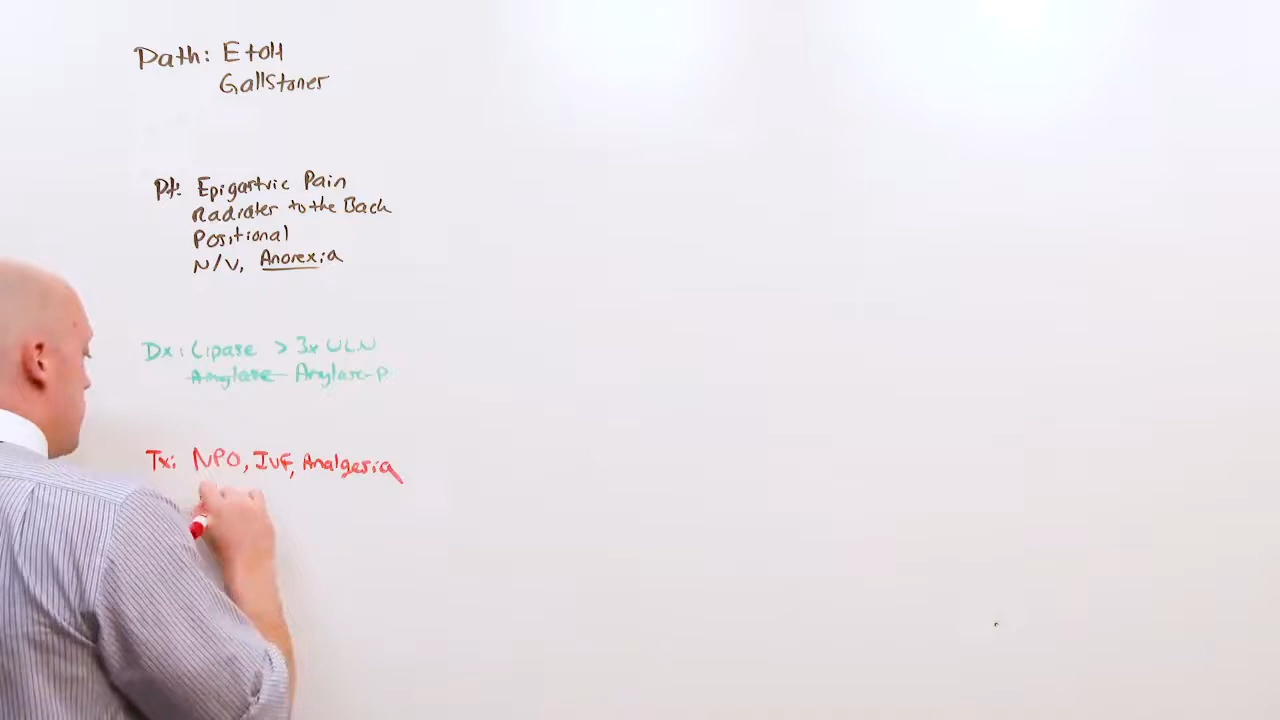 Path: EtOH
Gallstones
Pt: Epigastric Pain
Radiates to the Back
Positional
N/V, Anorexia
Dx: Lipase > 3x ULN
Amylase Amylase-P
Tx: NPO, IVF, Analgesia